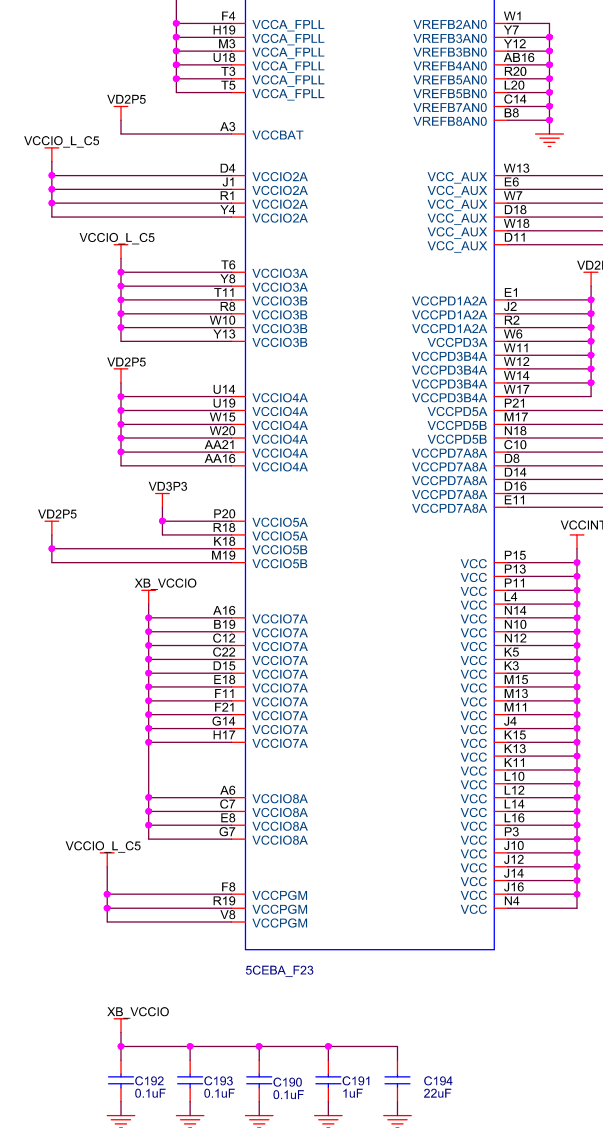 F4 VCCA_FPLL
H19 VCCA_FPLL
M3 VCCA_FPLL
U18 VCCA_FPLL
T3 VCCA_FPLL
T5 VCCA_FPLL
VD2P5
A3 VCCBAT
VCCIO_L_C5
D4 VCCIO2A
J1 VCCIO2A
R1 VCCIO2A
Y4 VCCIO2A
VCCIO_L_C5
T6 VCCIO3A
Y8 VCCIO3A
T11 VCCIO3B
R8 VCCIO3B
W10 VCCIO3B
Y13 VCCIO3B
VD2P5
U14 VCCIO4A
U19 VCCIO4A
W15 VCCIO4A
W20 VCCIO4A
AA21 VCCIO4A
AA16 VCCIO4A
VD3P3
P20 VCCIO5A
R18 VCCIO5A
VD2P5
K18 VCCIO5B
M19 VCCIO5B
XB_VCCIO
A16 VCCIO7A
B19 VCCIO7A
C12 VCCIO7A
C22 VCCIO7A
D15 VCCIO7A
E18 VCCIO7A
F11 VCCIO7A
F21 VCCIO7A
G14 VCCIO7A
H17 VCCIO7A
A6 VCCIO8A
C7 VCCIO8A
E8 VCCIO8A
G7 VCCIO8A
VCCIO_L_C5
F8 VCCPGM
R19 VCCPGM
V8 VCCPGM
VREFB2AN0 W1
VREFB3AN0 Y7
VREFB3BN0 Y12
VREFB4AN0 AB16
VREFB5AN0 R20
VREFB5BN0 L20
VREFB7AN0 C14
VREFB8AN0 B8
VCC_AUX W13
VCC_AUX E6
VCC_AUX W7
VCC_AUX D18
VCC_AUX W18
VCC_AUX D11
VCCPD1A2A E1
VCCPD1A2A J2
VCCPD1A2A R2
VCCPD3A W6
VCCPD3B4A W11
VCCPD3B4A W12
VCCPD3B4A W14
VCCPD3B4A W17
VCCPD5A P21
VCCPD5B M17
VCCPD5B N18
VCCPD7A8A C10
VCCPD7A8A D8
VCCPD7A8A D14
VCCPD7A8A D16
VCCPD7A8A E11
VCCINT
VCC P15
VCC P13
VCC P11
VCC L4
VCC N14
VCC N10
VCC N12
VCC K5
VCC K3
VCC M15
VCC M13
VCC M11
VCC J4
VCC K15
VCC K13
VCC K11
VCC L10
VCC L12
VCC L14
VCC L16
VCC P3
VCC J10
VCC J12
VCC J14
VCC J16
VCC N4
5CEBA_F23
XB_VCCIO
C192 C193 C190 C191 C194
0.1uF 0.1uF 0.1uF 1uF 22uF